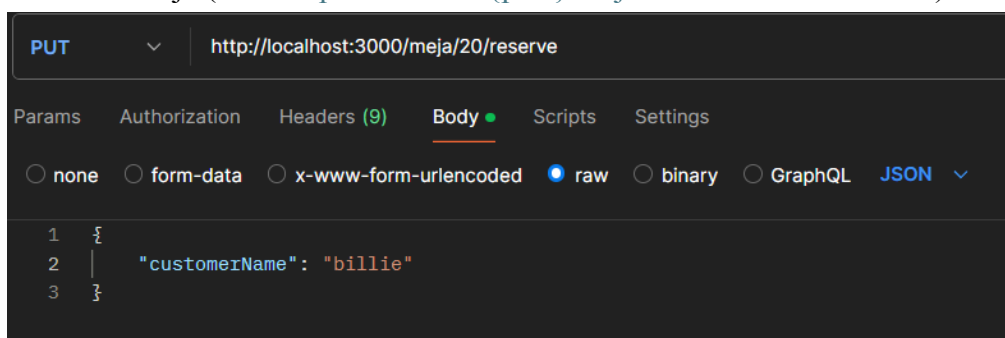 PUT http://localhost:3000/meja/20/reserve
Params Authorization Headers (9) Body Scripts Settings
none form-data x-www-form-urlencoded raw binary GraphQL JSON
1 {
2 "customerName": "billie"
3 }